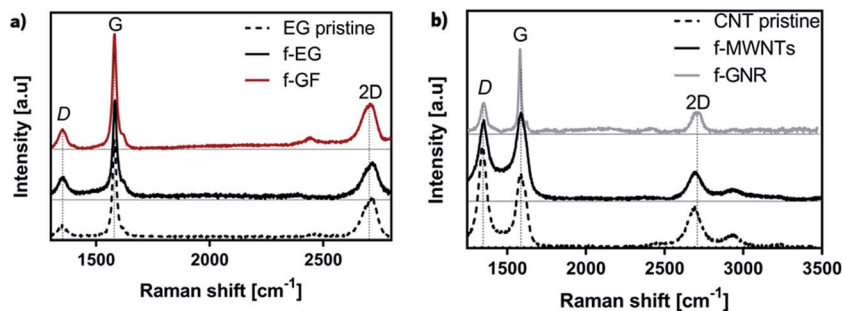 a)
G
D
2D
EG pristine
f-EG
f-GF
Intensity [a.u]
1500
2000
2500
Raman shift [cm⁻¹]
b)
G
D
2D
CNT pristine
f-MWNTs
f-GNR
Intensity [a.u]
1500
2000
2500
3000
3500
Raman shift [cm⁻¹]